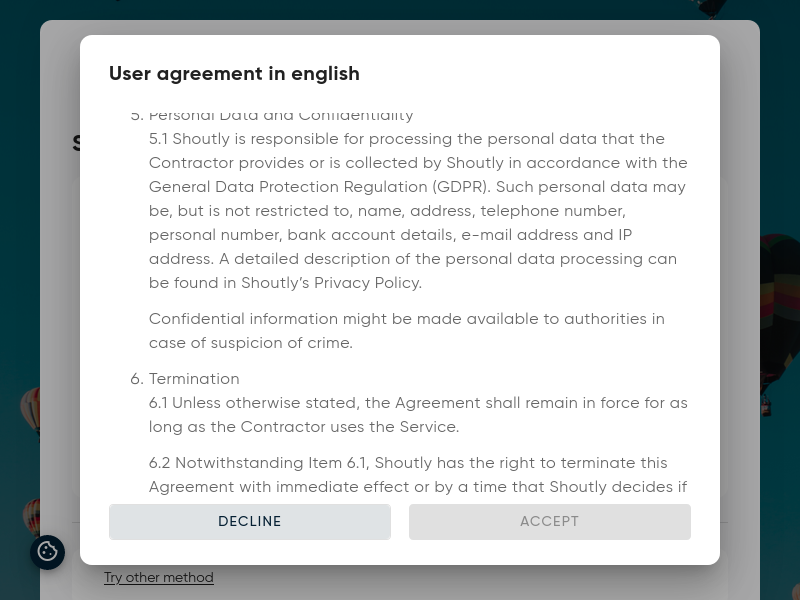 User agreement in english
5. Personal Data and Confidentiality
5.1 Shoutly is responsible for processing the personal data that the
Contractor provides or is collected by Shoutly in accordance with the
General Data Protection Regulation (GDPR). Such personal data may
be, but is not restricted to, name, address, telephone number,
personal number, bank account details, e-mail address and IP
address. A detailed description of the personal data processing can
be found in Shoutly’s Privacy Policy.
Confidential information might be made available to authorities in
case of suspicion of crime.
6. Termination
6.1 Unless otherwise stated, the Agreement shall remain in force for as
long as the Contractor uses the Service.
6.2 Notwithstanding Item 6.1, Shoutly has the right to terminate this
Agreement with immediate effect or by a time that Shoutly decides if
DECLINE
ACCEPT
Try other method